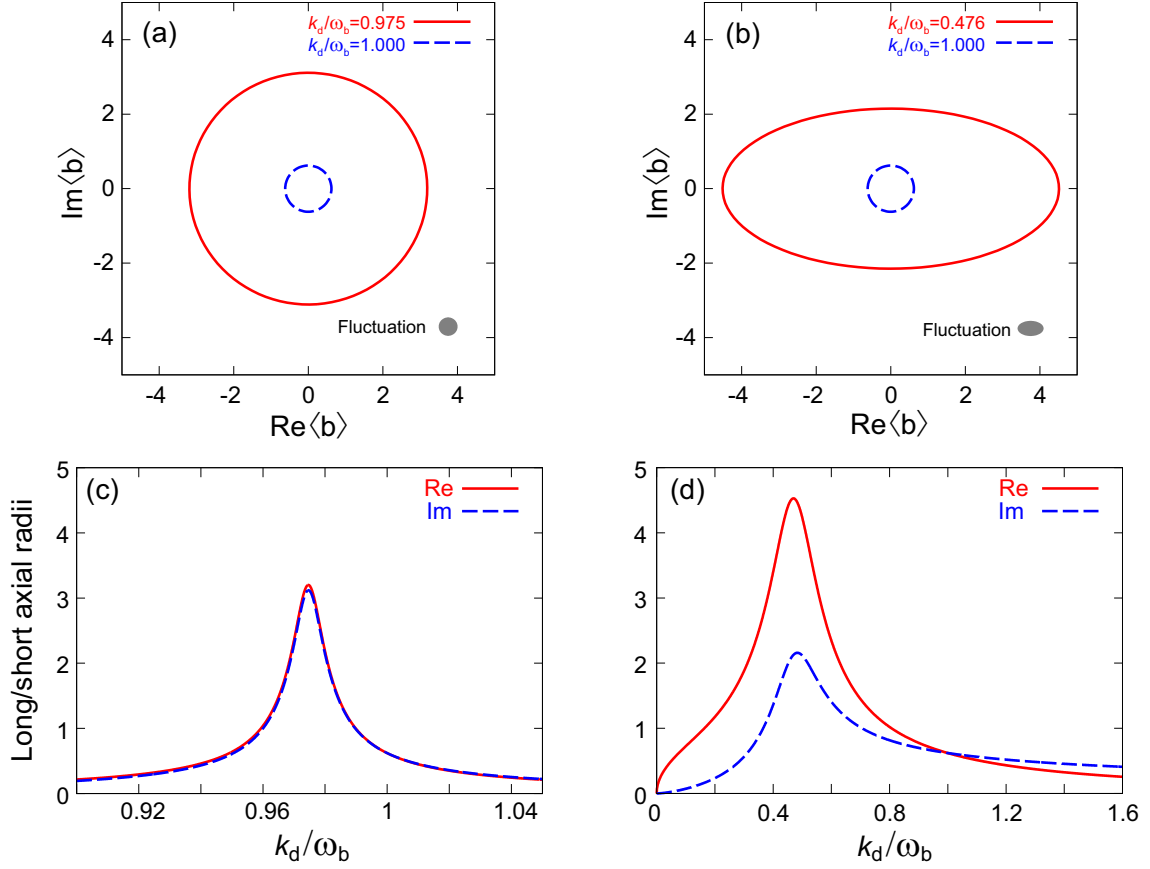 (a)
k_d/ω_b=0.975
k_d/ω_b=1.000
4
2
0
-2
-4
Im⟨b⟩
Fluctuation
-4 -2 0 2 4
Re⟨b⟩
(b)
k_d/ω_b=0.476
k_d/ω_b=1.000
4
2
0
-2
-4
Im⟨b⟩
Fluctuation
-4 -2 0 2 4
Re⟨b⟩
(c)
Re
Im
5
4
3
2
1
0
Long/short axial radii
0.92 0.96 1 1.04
k_d/ω_b
(d)
Re
Im
5
4
3
2
1
0
0 0.4 0.8 1.2 1.6
k_d/ω_b